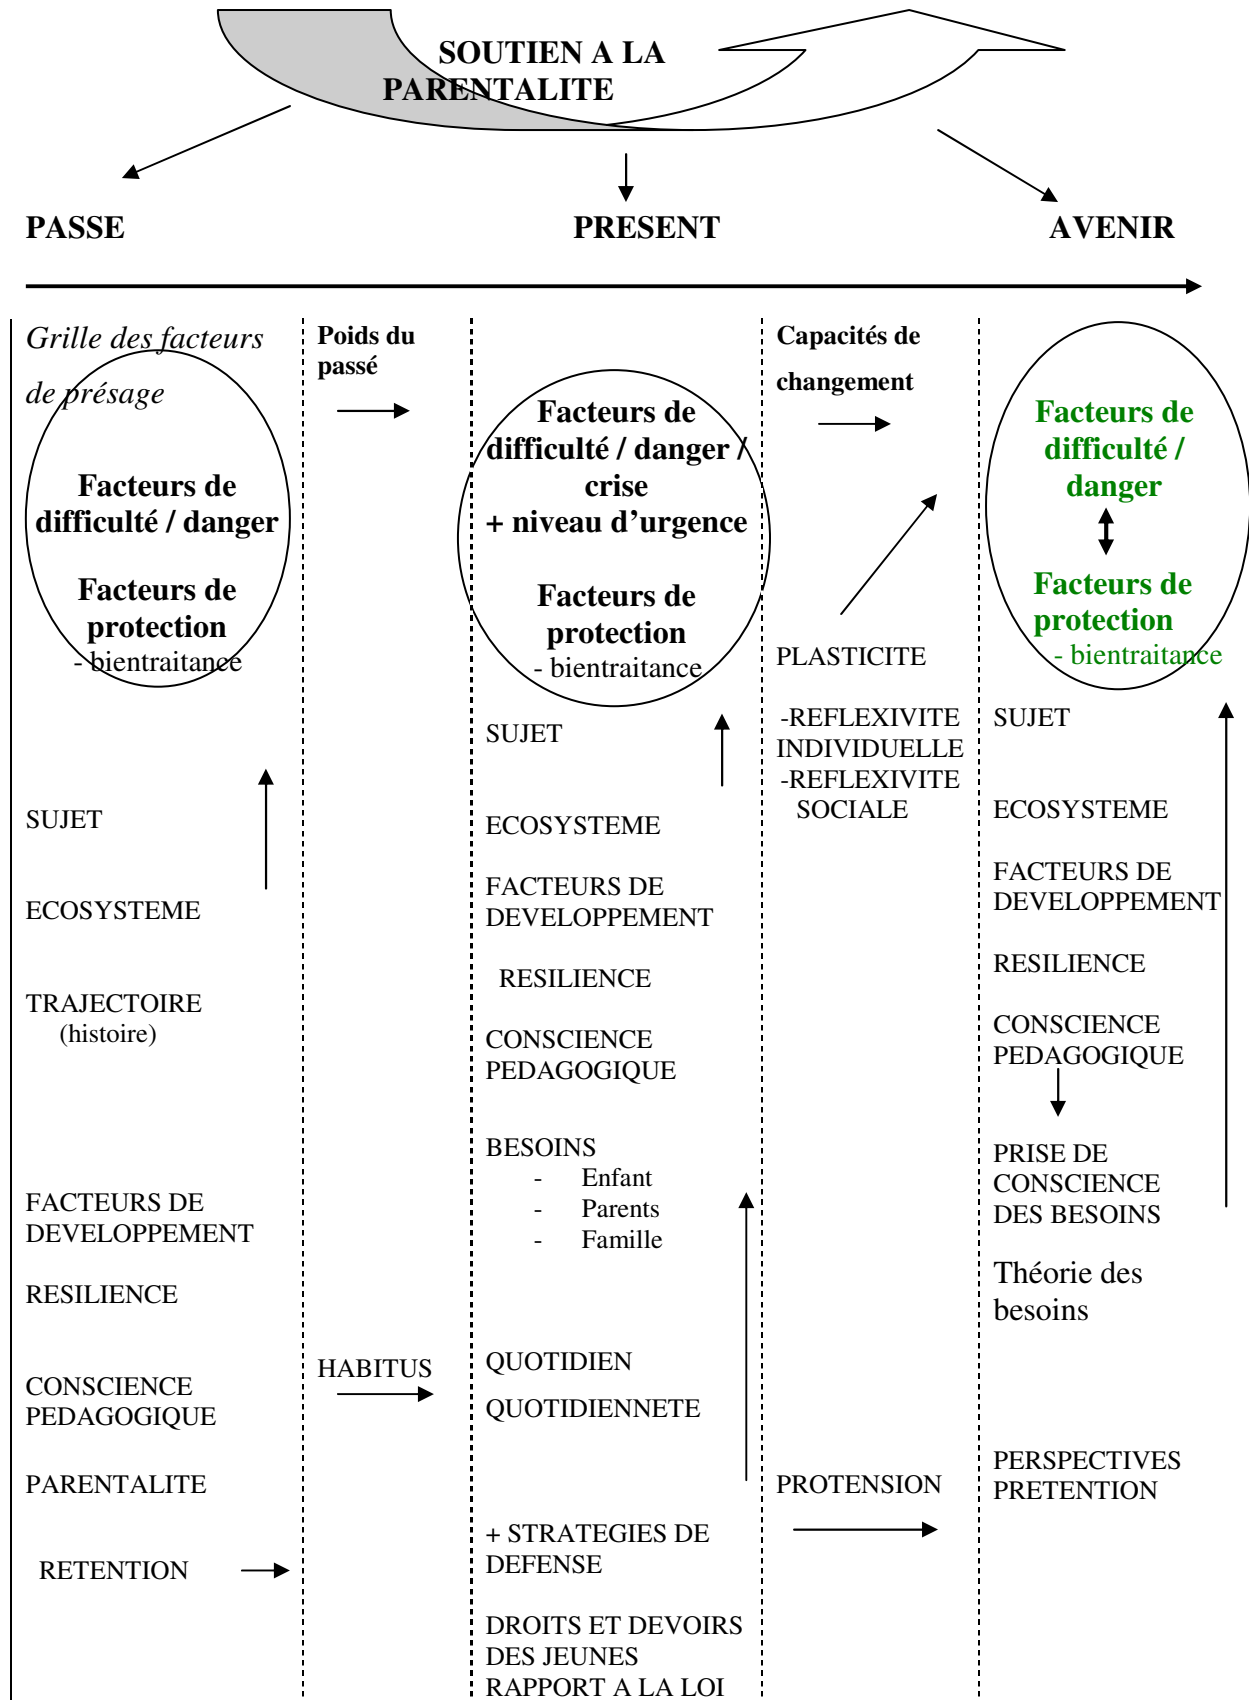 SOUTIEN A LA
PARENTALITE
PASSE
PRESENT
AVENIR
Grille des facteurs
de présage
Facteurs de
difficulté / danger
Facteurs de
protection
- bientraitance
SUJET
ECOSYSTEME
TRAJECTOIRE
(histoire)
FACTEURS DE
DEVELOPPEMENT
RESILIENCE
CONSCIENCE
PEDAGOGIQUE
PARENTALITE
RETENTION
Poids du
passé
HABITUS
Facteurs de
difficulté / danger /
crise
+ niveau d’urgence
Facteurs de
protection
- bientraitance
SUJET
ECOSYSTEME
FACTEURS DE
DEVELOPPEMENT
RESILIENCE
CONSCIENCE
PEDAGOGIQUE
BESOINS
- Enfant
- Parents
- Famille
QUOTIDIEN
QUOTIDIENNETE
+ STRATEGIES DE
DEFENSE
DROITS ET DEVOIRS
DES JEUNES
RAPPORT A LA LOI
Capacités de
changement
PLASTICITE
-REFLEXIVITE
INDIVIDUELLE
-REFLEXIVITE
SOCIALE
PROTENSION
Facteurs de
difficulté /
danger
Facteurs de
protection
- bientraitance
SUJET
ECOSYSTEME
FACTEURS DE
DEVELOPPEMENT
RESILIENCE
CONSCIENCE
PEDAGOGIQUE
PRISE DE
CONSCIENCE
DES BESOINS
Théorie des
besoins
PERSPECTIVES
PRETENTION